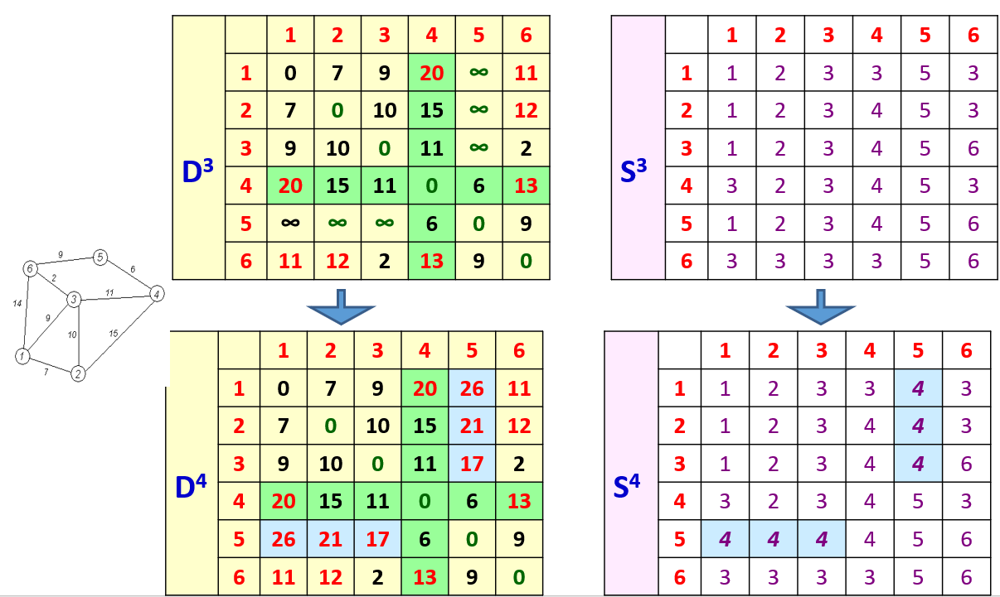 D3
1 2 3 4 5 6
1 0 7 9 20 ∞ 11
2 7 0 10 15 ∞ 12
3 9 10 0 11 ∞ 2
4 20 15 11 0 6 13
5 ∞ ∞ ∞ 6 0 9
6 11 12 2 13 9 0
S3
1 2 3 4 5 6
1 1 2 3 3 5 3
2 1 2 3 4 5 3
3 1 2 3 4 5 6
4 3 2 3 4 5 3
5 1 2 3 4 5 6
6 3 3 3 3 5 6
9
5
6
6
2
11
4
3
14
9
10
15
1
7
2
D4
1 2 3 4 5 6
1 0 7 9 20 26 11
2 7 0 10 15 21 12
3 9 10 0 11 17 2
4 20 15 11 0 6 13
5 26 21 17 6 0 9
6 11 12 2 13 9 0
S4
1 2 3 4 5 6
1 1 2 3 3 4 3
2 1 2 3 4 4 3
3 1 2 3 4 4 6
4 3 2 3 4 5 3
5 4 4 4 4 5 6
6 3 3 3 3 5 6